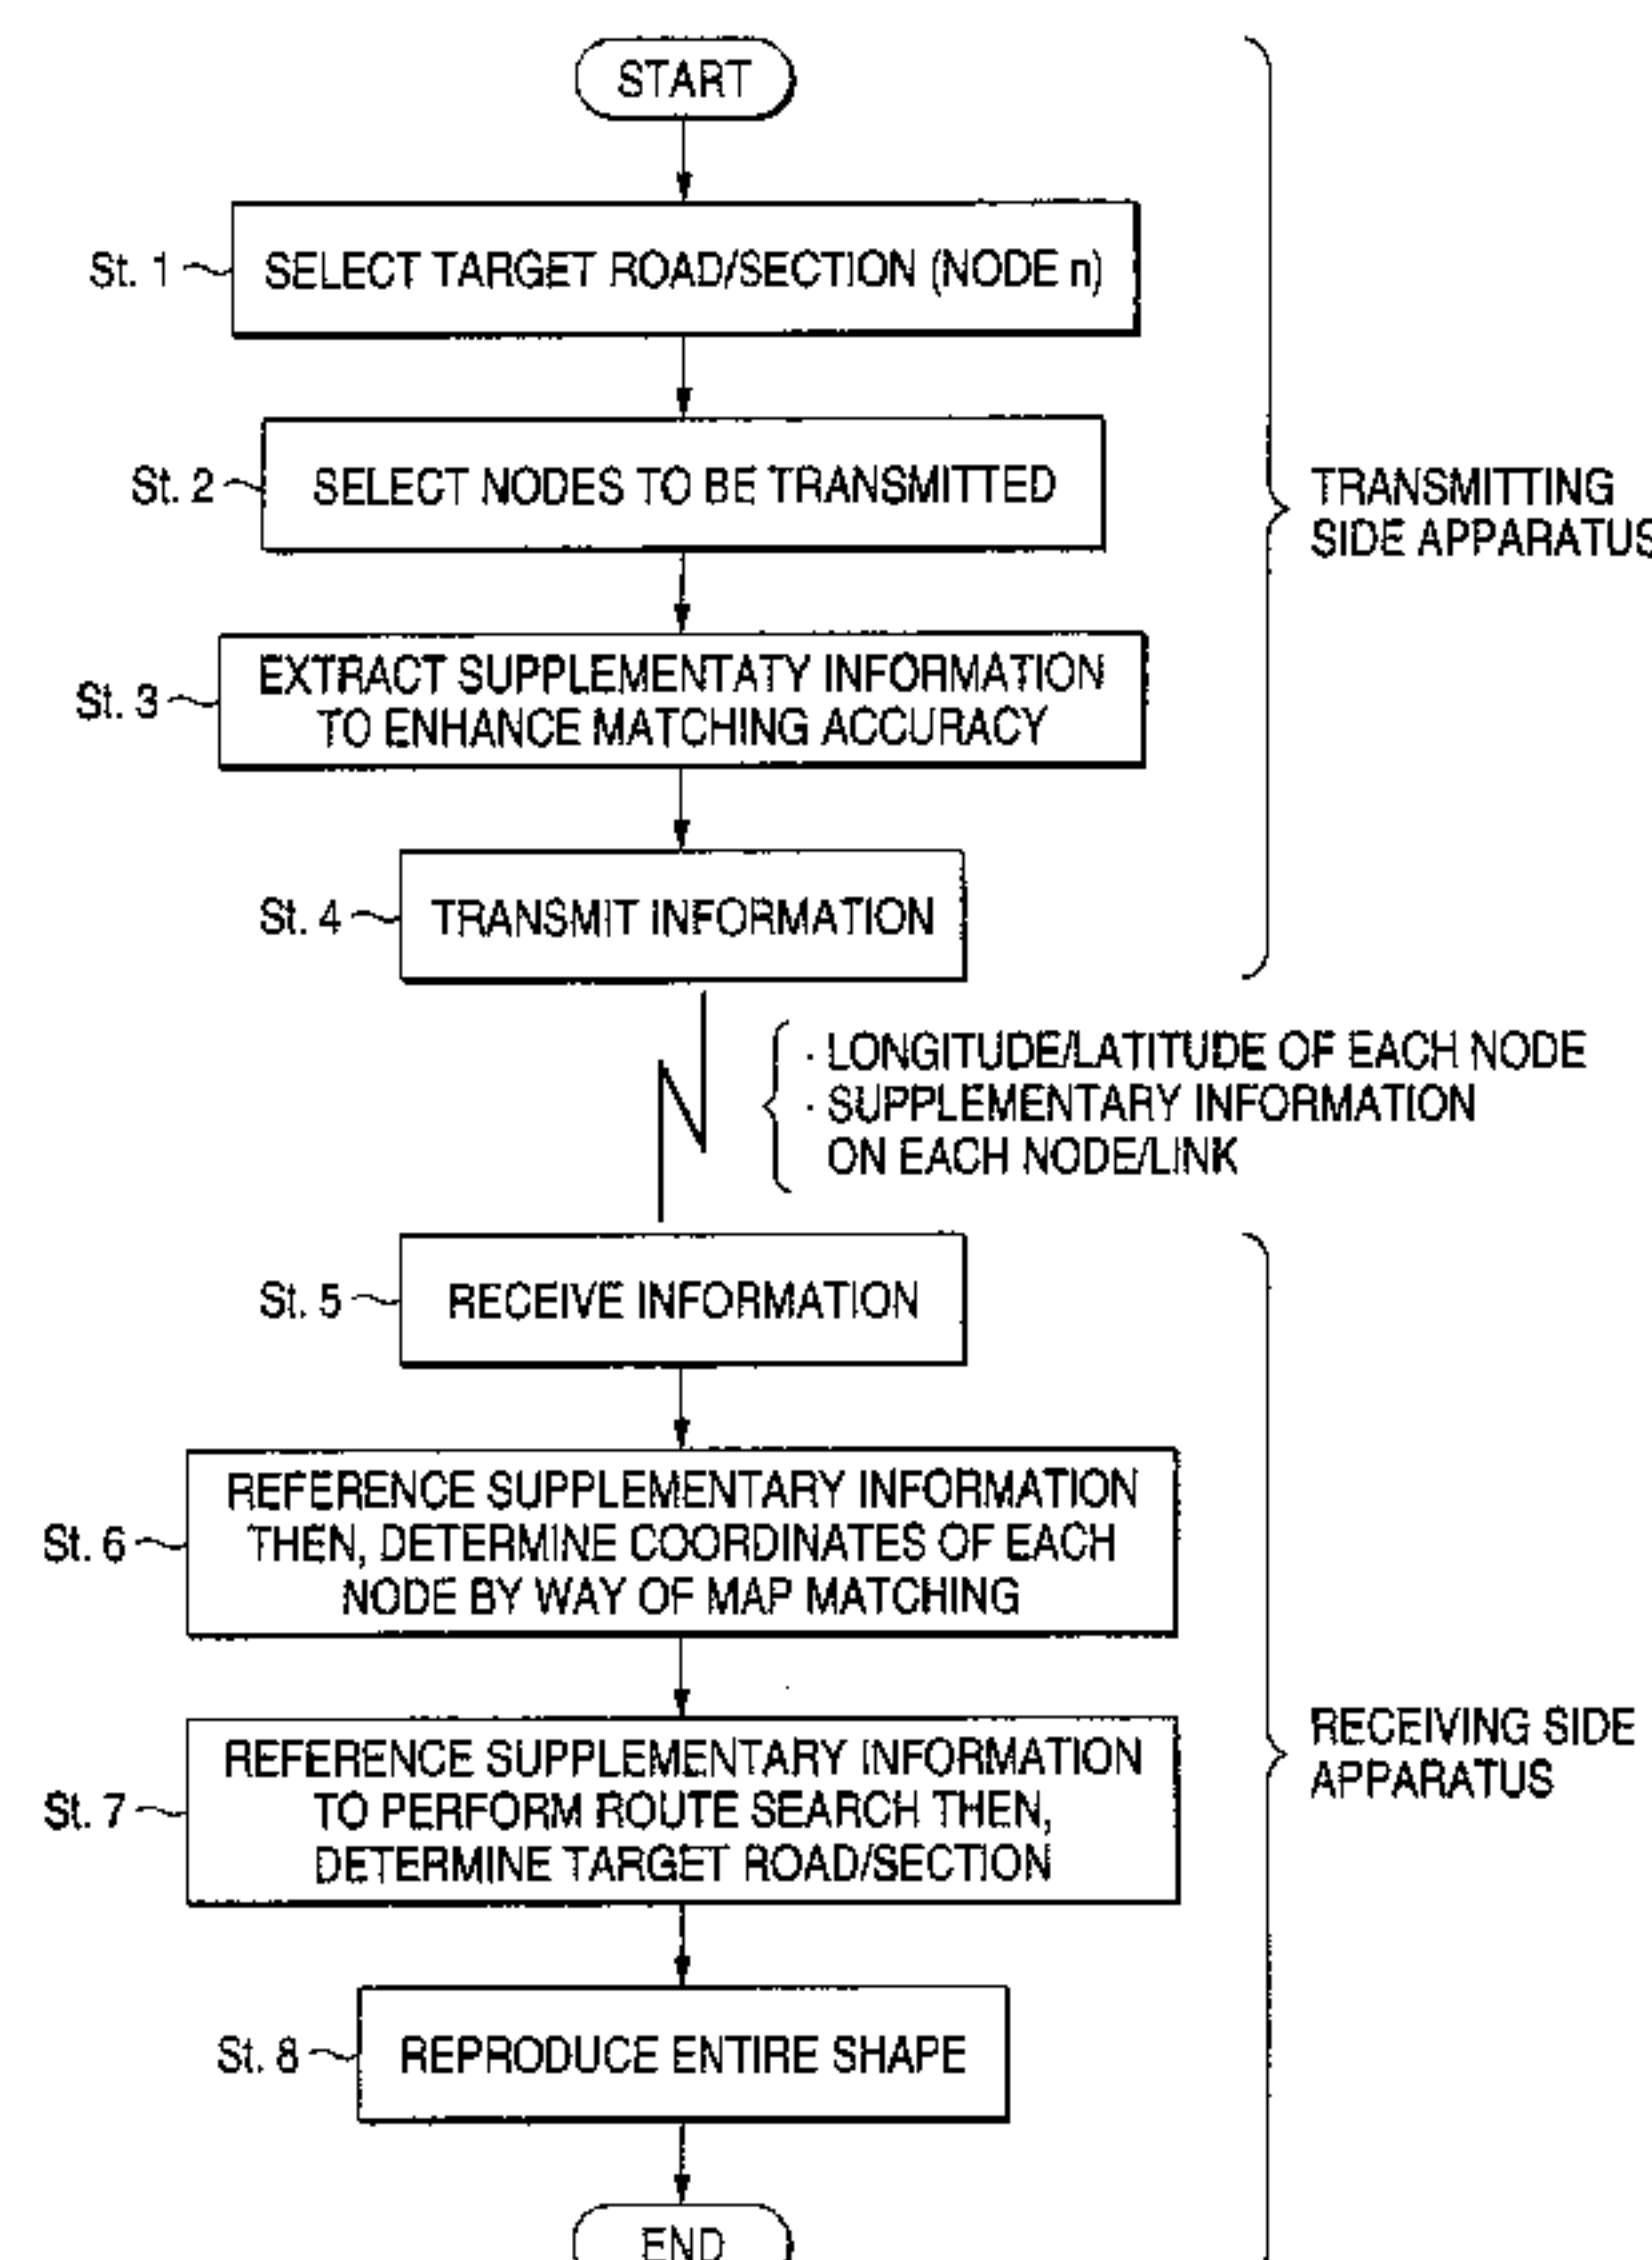 START
St. 1
SELECT TARGET ROAD/SECTION (NODE n)
St. 2
SELECT NODES TO BE TRANSMITTED
TRANSMITTING
SIDE APPARATUS
St. 3
EXTRACT SUPPLEMENTATY INFORMATION
TO ENHANCE MATCHING ACCURACY
St. 4
TRANSMIT INFORMATION
· LONGITUDE/LATITUDE OF EACH NODE
· SUPPLEMENTARY INFORMATION
ON EACH NODE/LINK
St. 5
RECEIVE INFORMATION
St. 6
REFERENCE SUPPLEMENTARY INFORMATION
THEN, DETERMINE COORDINATES OF EACH
NODE BY WAY OF MAP MATCHING
St. 7
REFERENCE SUPPLEMENTARY INFORMATION
TO PERFORM ROUTE SEARCH THEN,
DETERMINE TARGET ROAD/SECTION
RECEIVING SIDE
APPARATUS
St. 8
REPRODUCE ENTIRE SHAPE
END